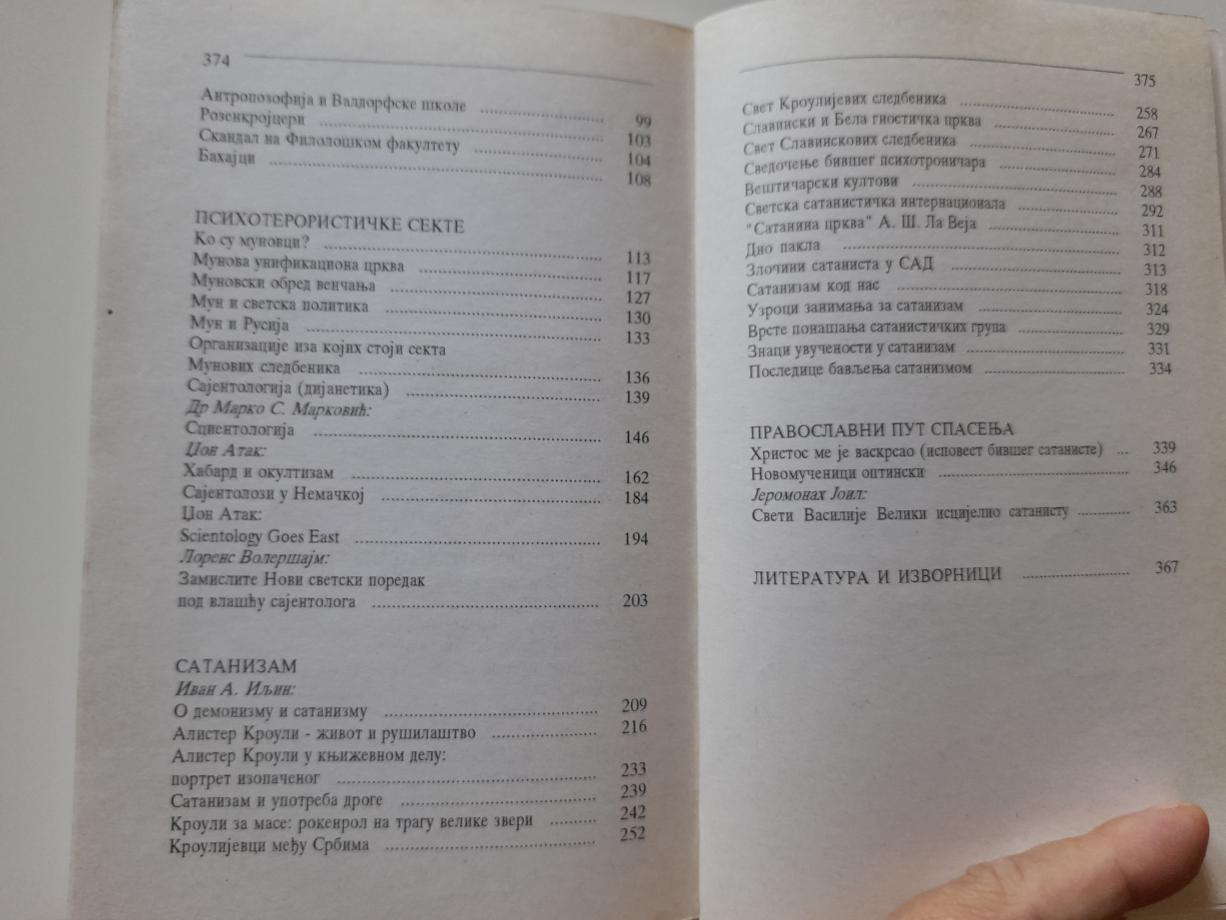 374
Антропозофија и Валдорфске школе ........ 99
Розенкројцери ........ 103
Скандал на Филолошком факултету ........ 104
Бахајци ........ 108
ПСИХОТЕРОРИСТИЧКЕ СЕКТЕ
Ко су муновци? ........ 113
Мунова унификациона црква ........ 117
Муновски обред венчања ........ 127
Мун и светска политика ........ 130
Мун и Русија ........ 133
Организације иза којих стоји секта
Мунових следбеника ........ 136
Сајентологија (дијанетика) ........ 139
Др Марко С. Марковић:
Сциентологија ........ 146
Џон Атак:
Хабард и окултизам ........ 162
Сајентолози у Немачкој ........ 184
Џон Атак:
Scientology Goes East ........ 194
Лоренс Волершајм:
Замислите Нови светски поредак
под влашћу сајентолога ........ 203
САТАНИЗАМ
Иван А. Иљин:
О демонизму и сатанизму ........ 209
Алистер Кроули - живот и рушилаштво ........ 216
Алистер Кроули у књижевном делу:
портрет изопаченог ........ 233
Сатанизам и употреба дроге ........ 239
Кроули за масе: рокенрол на трагу велике звери ........ 242
Кроулијевци међу Србима ........ 252
375
Свет Кроулијевих следбеника ........ 258
Славински и Бела гностичка црква ........ 267
Свет Славинскових следбеника ........ 271
Сведочење бившег психотроничара ........ 284
Вештичарски култови ........ 288
Светска сатанистичка интернационала ........ 292
"Сатанина црква" А. Ш. Ла Веја ........ 311
Дно пакла ........ 312
Злочини сатаниста у САД ........ 313
Сатанизам код нас ........ 318
Узроци занимања за сатанизам ........ 324
Врсте понашања сатанистичких група ........ 329
Знаци увучености у сатанизам ........ 331
Последице бављења сатанизмом ........ 334
ПРАВОСЛАВНИ ПУТ СПАСЕЊА
Христос ме је васкрсао (исповест бившег сатанисте) ... 339
Новомученици оптински ........ 346
Јеромонах Јоил:
Свети Василије Велики исцијелио сатанисту ........ 363
ЛИТЕРАТУРА И ИЗВОРНИЦИ ........ 367